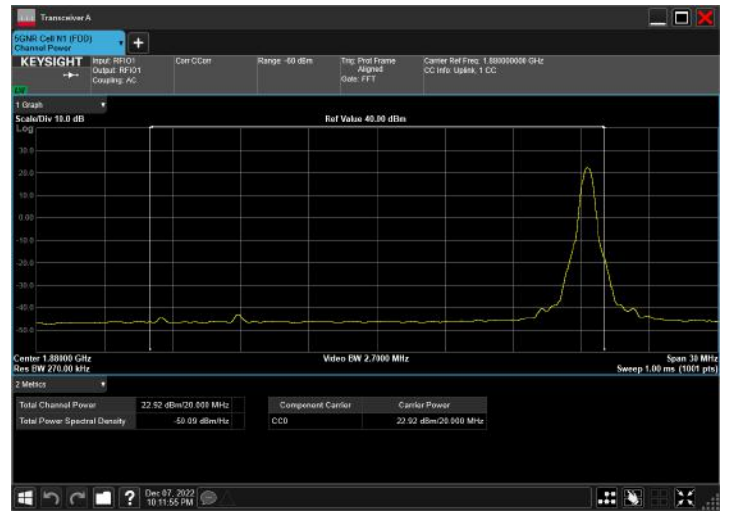 Transceiver A
5GNR Cell N1 (FDD)
Channel Power
KEYSIGHT
Input: RFIO1
Output: RFIO1
Coupling: AC
Corr CCorr
Range -60 dBm
Trig: Prot Frame
Aligned
Gate: FFT
Carrier Ref Freq: 1.880000000 GHz
CC Info: Uplink, 1 CC
1 Graph
Scale/Div 10.0 dB
Ref Value 40.00 dBm
Log
30.0
20.0
10.0
0.00
-10.0
-20.0
-30.0
-40.0
-50.0
Center 1.88000 GHz
Video BW 2.7000 MHz
Span 30 MHz
Res BW 270.00 kHz
Sweep 1.00 ms (1001 pts)
2 Metrics
Total Channel Power 22.92 dBm/20.000 MHz
Total Power Spectral Density -50.09 dBm/Hz
Component Carrier Carrier Power
CC0 22.92 dBm/20.000 MHz
?
Dec 07, 2022
10:11:55 PM